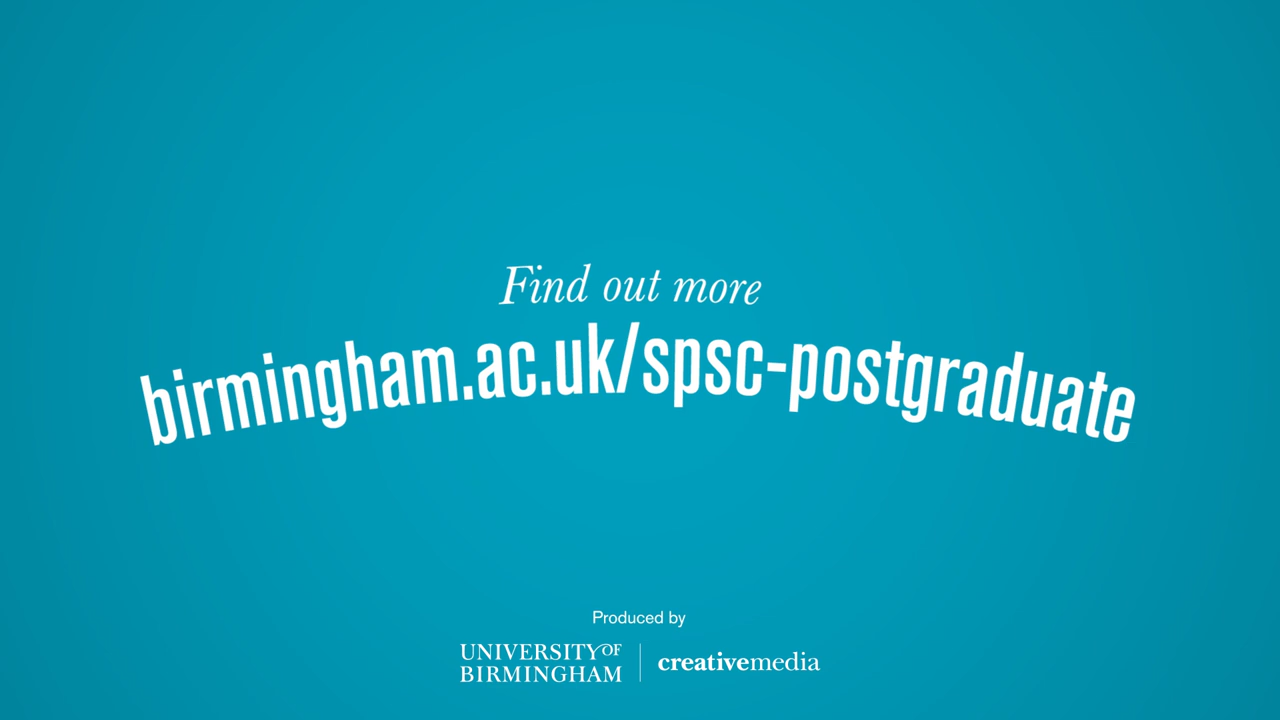 Find out more
birmingham.ac.uk/spsc-postgraduate
Produced by
UNIVERSITY OF
BIRMINGHAM
creativemedia